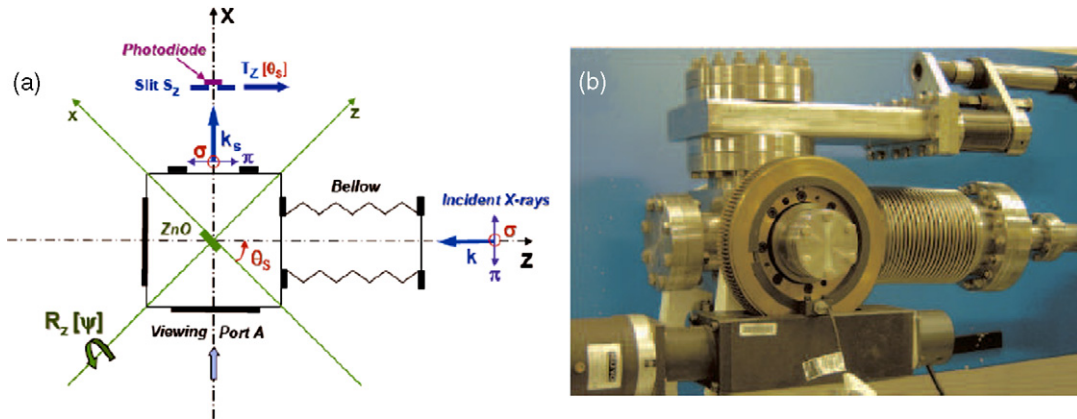 X
Photodiode
(a)
Slit S_Z
T_Z [θ_S]
x
z
k_S
σ
π
Bellow
Incident X-rays
ZnO
σ
θ_S
k
π
Z
R_z [ψ]
Viewing Port A
(b)